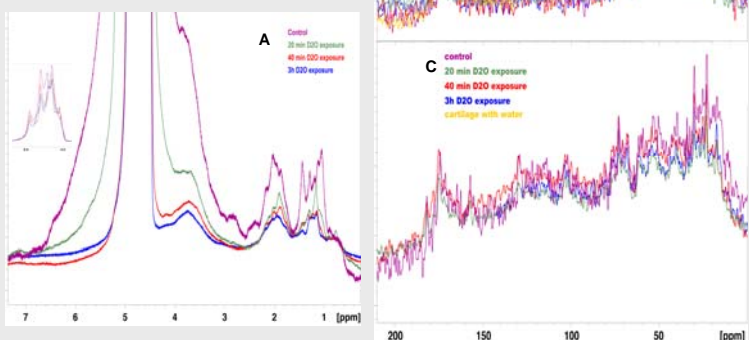 A
Control
20 min D2O exposure
40 min D2O exposure
3h D2O exposure
7 6 5 4 3 2 1 [ppm]
C
control
20 min D2O exposure
40 min D2O exposure
3h D2O exposure
cartilage with water
200 150 100 50 [ppm]